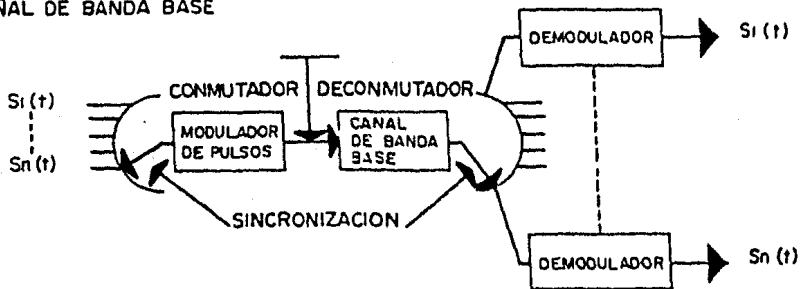 ÑAL DE BANDA BASE
DEMODULADOR
S1(t)
CONMUTADOR
DECONMUTADOR
S1(t)
MODULADOR
DE PULSOS
CANAL
DE BANDA
BASE
Sn(t)
SINCRONIZACION
DEMODULADOR
Sn(t)